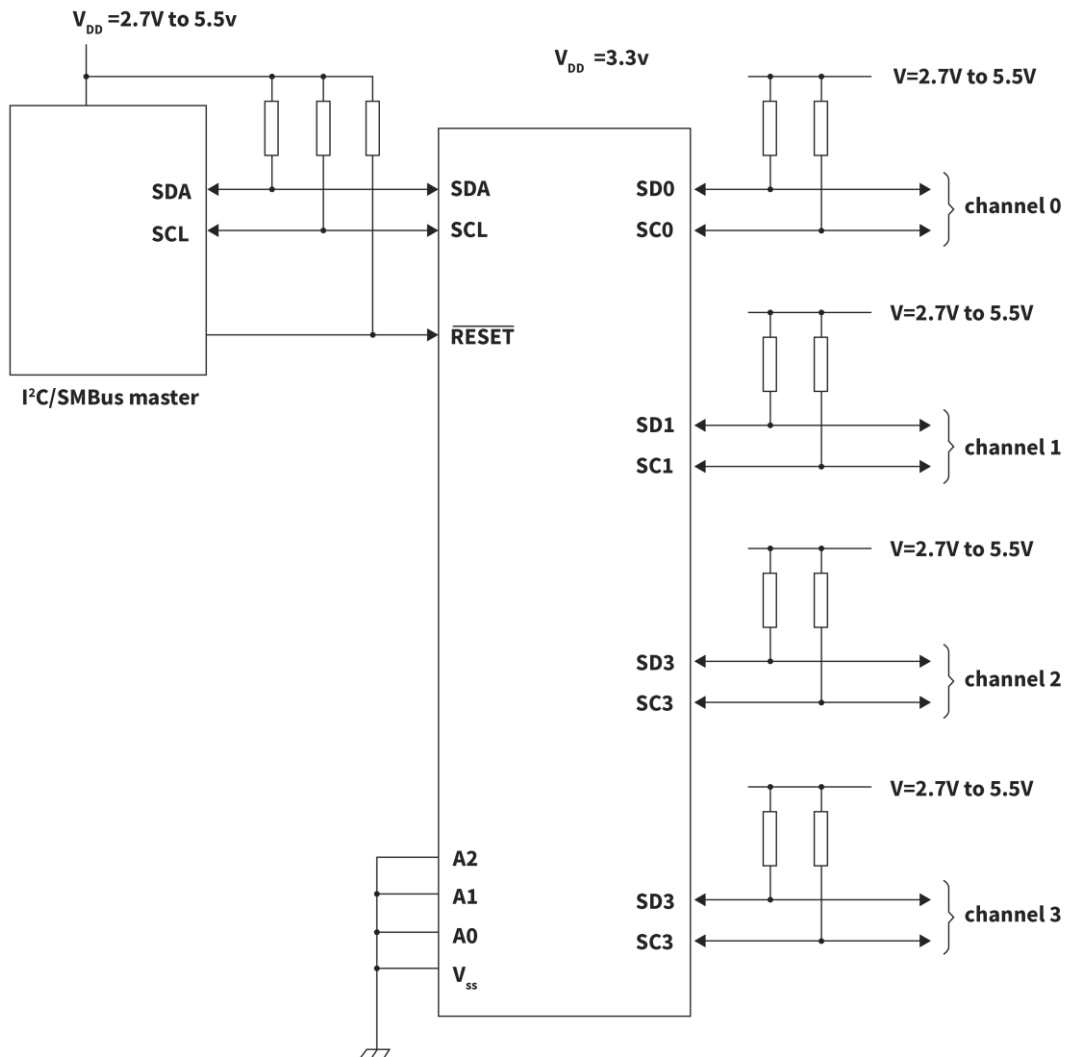 V_DD =2.7V to 5.5v
V_DD =3.3v
V=2.7V to 5.5V
SDA
SCL
I²C/SMBus master
SDA
SCL
RESET
A2
A1
A0
V_ss
SD0
SC0
channel 0
V=2.7V to 5.5V
SD1
SC1
channel 1
V=2.7V to 5.5V
SD3
SC3
channel 2
V=2.7V to 5.5V
SD3
SC3
channel 3